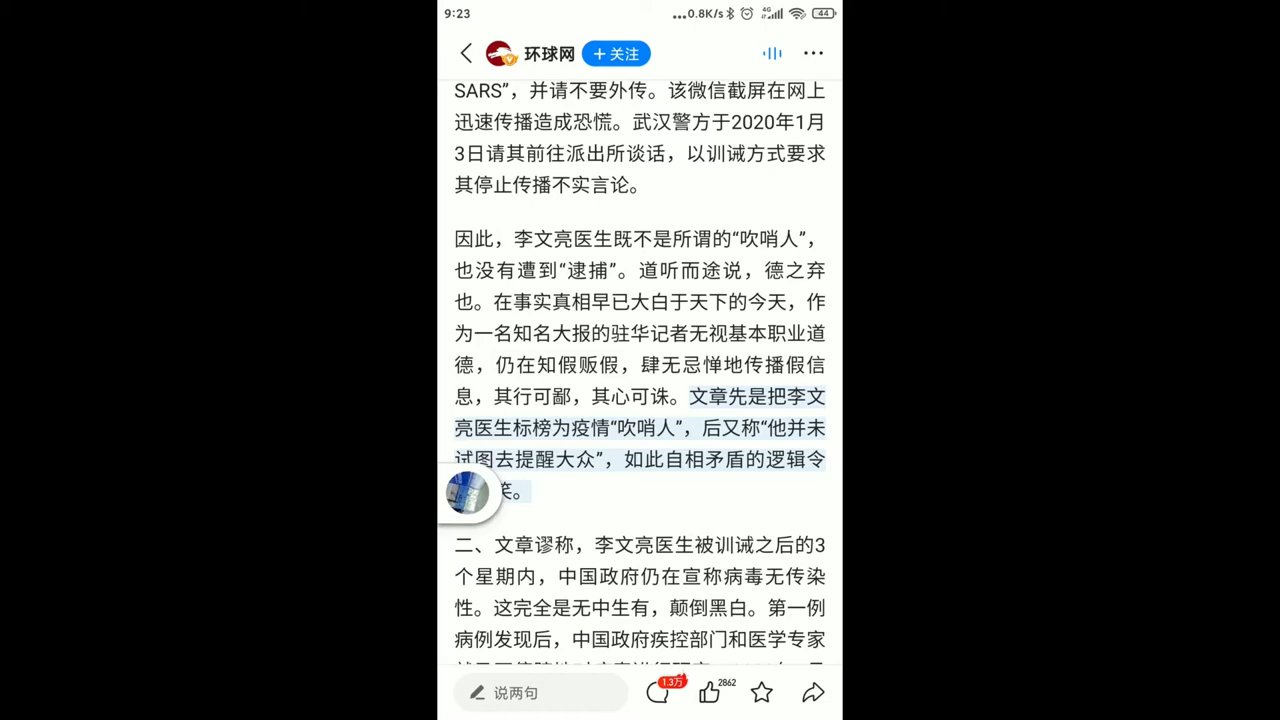 9:23
...0.8K/s 4G 44
环球网 + 关注
SARS”，并请不要外传。该微信截屏在网上
迅速传播造成恐慌。武汉警方于2020年1月
3日请其前往派出所谈话，以训诫方式要求
其停止传播不实言论。
因此，李文亮医生既不是所谓的“吹哨人”，
也没有遭到“逮捕”。道听而途说，德之弃
也。在事实真相早已大白于天下的今天，作
为一名知名大报的驻华记者无视基本职业道
德，仍在知假贩假，肆无忌惮地传播假信
息，其行可鄙，其心可诛。文章先是把李文
亮医生标榜为疫情“吹哨人”，后又称“他并未
试图去提醒大众”，如此自相矛盾的逻辑令
笑。
二、文章谬称，李文亮医生被训诫之后的3
个星期内，中国政府仍在宣称病毒无传染
性。这完全是无中生有，颠倒黑白。第一例
病例发现后，中国政府疾控部门和医学专家
说两句 1.3万 2862